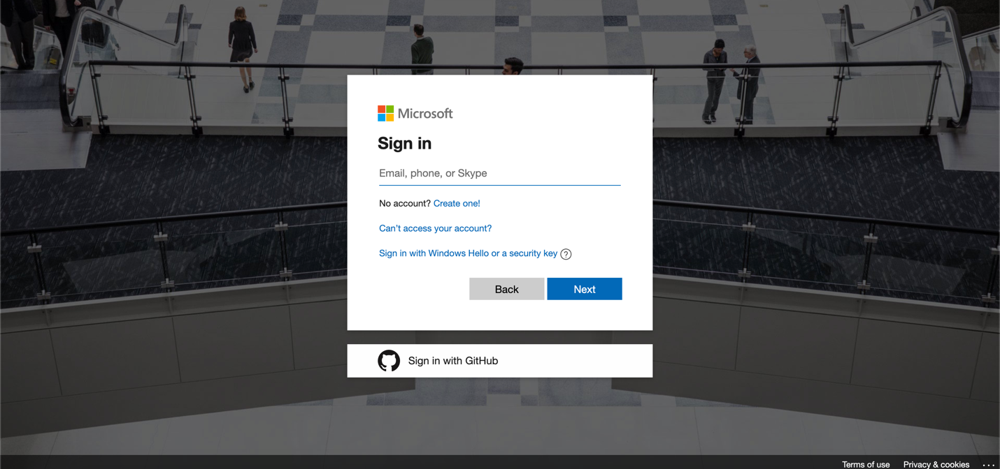 Microsoft
Sign in
Email, phone, or Skype
No account? Create one!
Can't access your account?
Sign in with Windows Hello or a security key
Back Next
Sign in with GitHub
Terms of use Privacy & cookies ...